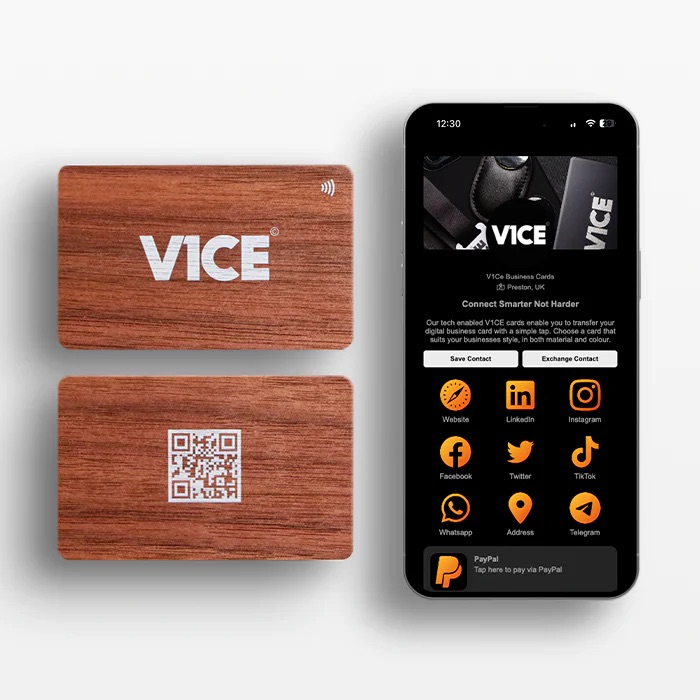 V1CE©
12:30
V1CE
V1CE©
V1Ce Business Cards
Preston, UK
Connect Smarter Not Harder
Our tech enabled V1CE cards enable you to transfer your
digital business card with a simple tap. Choose a card that
suits your businesses style, in both material and colour.
Save Contact
Exchange Contact
Website
LinkedIn
Instagram
Facebook
Twitter
TikTok
Whatsapp
Address
Telegram
PayPal
Tap here to pay via PayPal